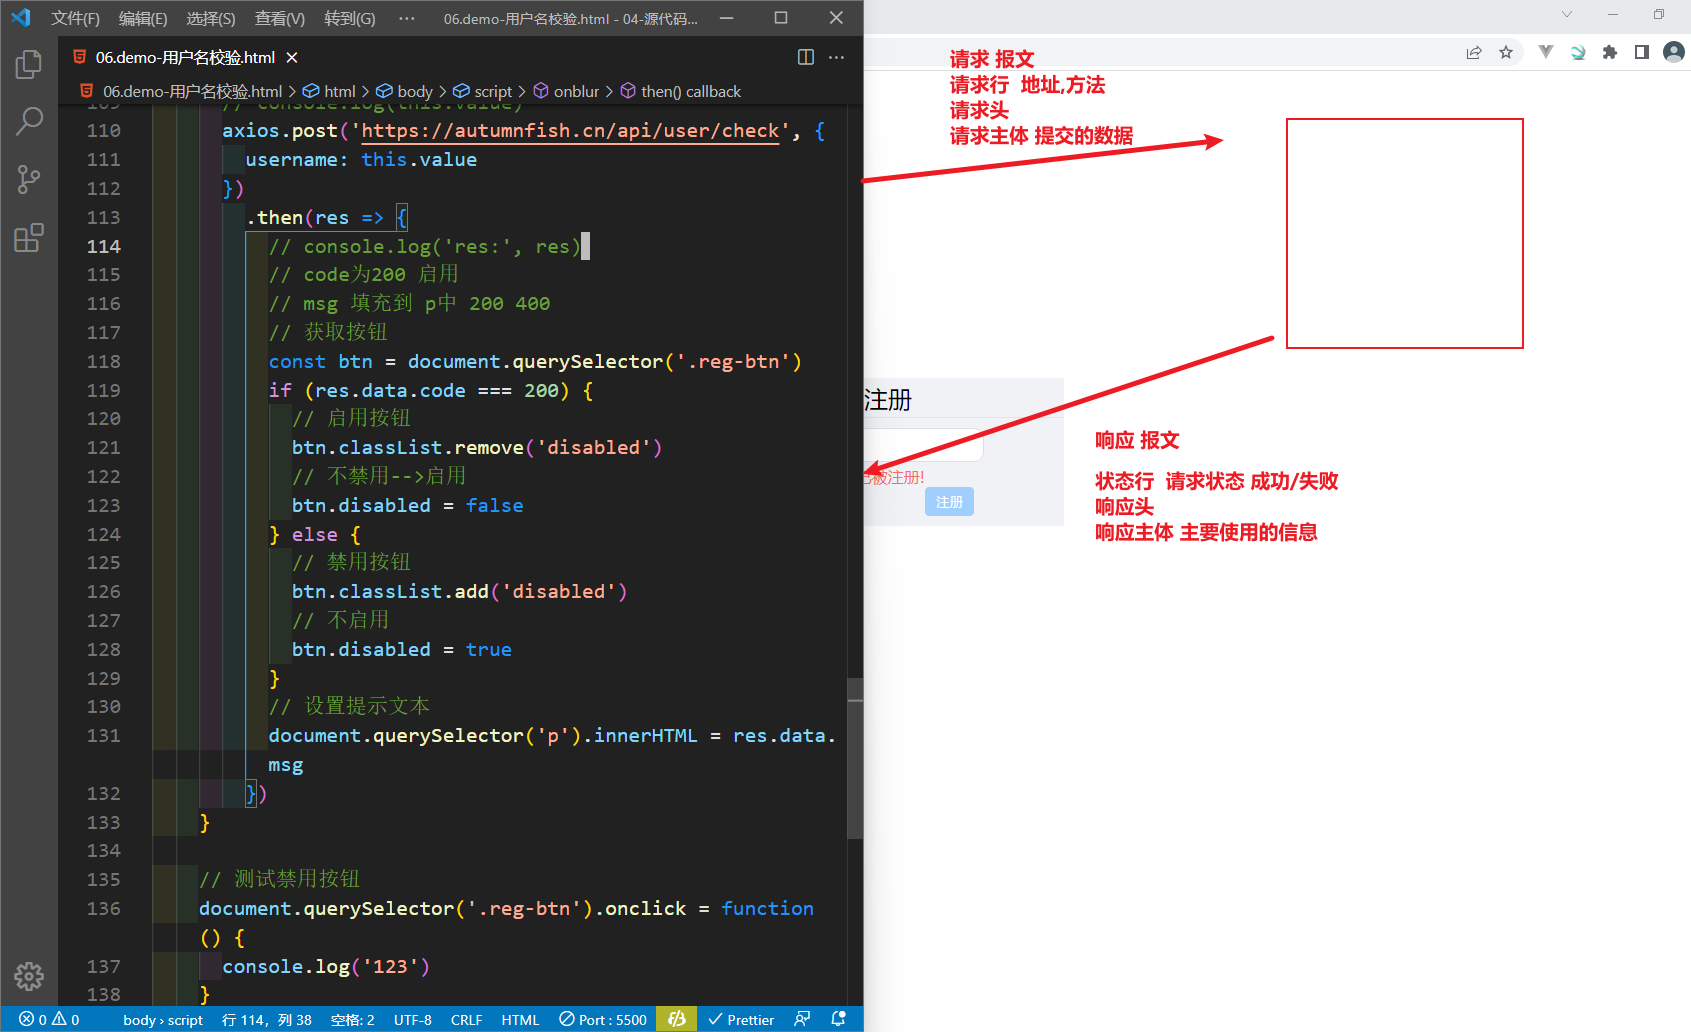 文件(F) 编辑(E) 选择(S) 查看(V) 转到(G) ··· 06.demo-用户名校验.html - 04-源代码...
06.demo-用户名校验.html
06.demo-用户名校验.html > html > body > script > onblur > then() callback
109 // console.log(this.value)
110 axios.post('https://autumnfish.cn/api/user/check', {
111 username: this.value
112 })
113 .then(res => {
114 // console.log('res:', res)
115 // code为200 启用
116 // msg 填充到 p中 200 400
117 // 获取按钮
118 const btn = document.querySelector('.reg-btn')
119 if (res.data.code === 200) {
120 // 启用按钮
121 btn.classList.remove('disabled')
122 // 不禁用-->启用
123 btn.disabled = false
124 } else {
125 // 禁用按钮
126 btn.classList.add('disabled')
127 // 不启用
128 btn.disabled = true
129 }
130 // 设置提示文本
131 document.querySelector('p').innerHTML = res.data.
msg
132 })
133 }
134
135 // 测试禁用按钮
136 document.querySelector('.reg-btn').onclick = function
() {
137 console.log('123')
138 }
0 0 body › script 行 114，列 38 空格: 2 UTF-8 CRLF HTML Port : 5500 Prettier
请求 报文
请求行 地址,方法
请求头
请求主体 提交的数据
注册
被注册!
注册
响应 报文
状态行 请求状态 成功/失败
响应头
响应主体 主要使用的信息